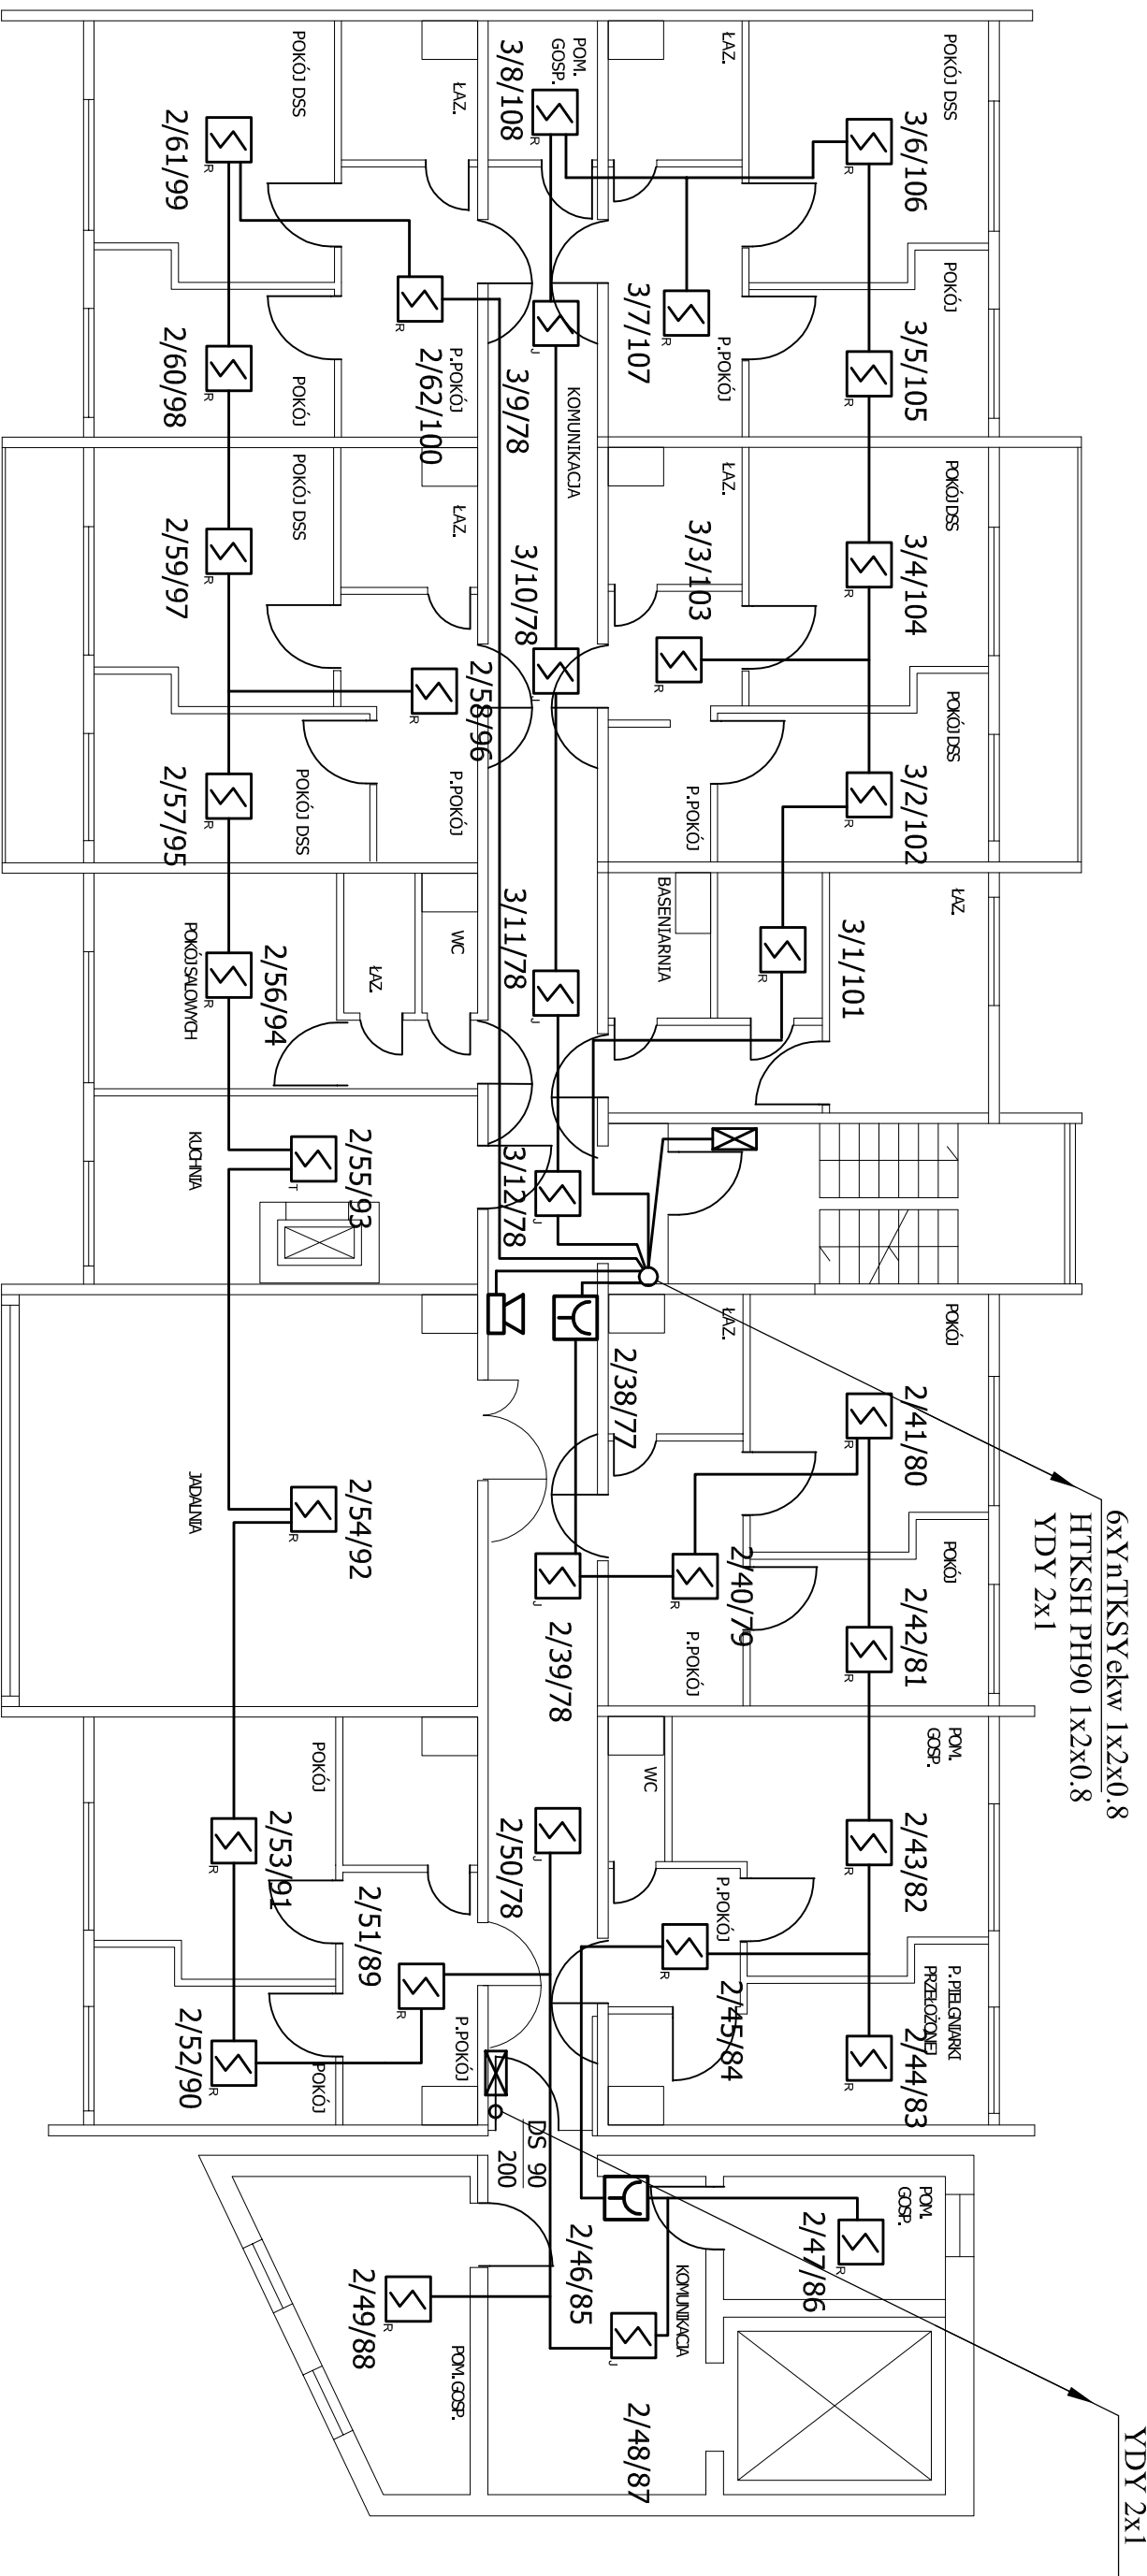 6xYnTKSYekw 1x2x0.8
HTKSH PH90 1x2x0.8
YDY 2x1
YDY 2x1
POKÓJ DSS
3/6/106
R
POKÓJ
3/5/105
R
POKÓJ DSS
3/4/104
R
POKÓJ DSS
3/2/102
R
ŁAZ.
3/1/101
R
POKÓJ
2/41/80
R
POKÓJ
2/42/81
R
POM.
GOSP.
2/43/82
R
P.PIELGNIARKI
PRZEŁOŻONEJ
2/44/83
R
POM.
GOSP.
2/47/86
R
ŁAZ.
P.POKÓJ
3/7/107
R
ŁAZ.
3/3/103
R
P.POKÓJ
BASENIARNIA
ŁAZ.
2/38/77
2/40/79
R
P.POKÓJ
WC
P.POKÓJ
2/45/84
R
KOMUNIKACJA
2/48/87
J
2/46/85
POM.
GOSP.
3/8/108
R
KOMUNIKACJA
3/9/78
J
3/10/78
J
3/11/78
J
3/12/78
J
2/39/78
J
2/50/78
J
DS 90
200
ŁAZ.
P.POKÓJ
2/62/100
R
ŁAZ.
2/58/96
R
P.POKÓJ
WC
ŁAZ.
2/51/89
R
P.POKÓJ
POM.GOSP.
2/49/88
R
POKÓJ DSS
2/61/99
R
POKÓJ
2/60/98
R
POKÓJ DSS
2/59/97
R
POKÓJ DSS
2/57/95
R
POKÓJ SALOWYCH
2/56/94
R
KUCHNIA
2/55/93
T
JADALNIA
2/54/92
R
POKÓJ
2/53/91
R
POKÓJ
2/52/90
R